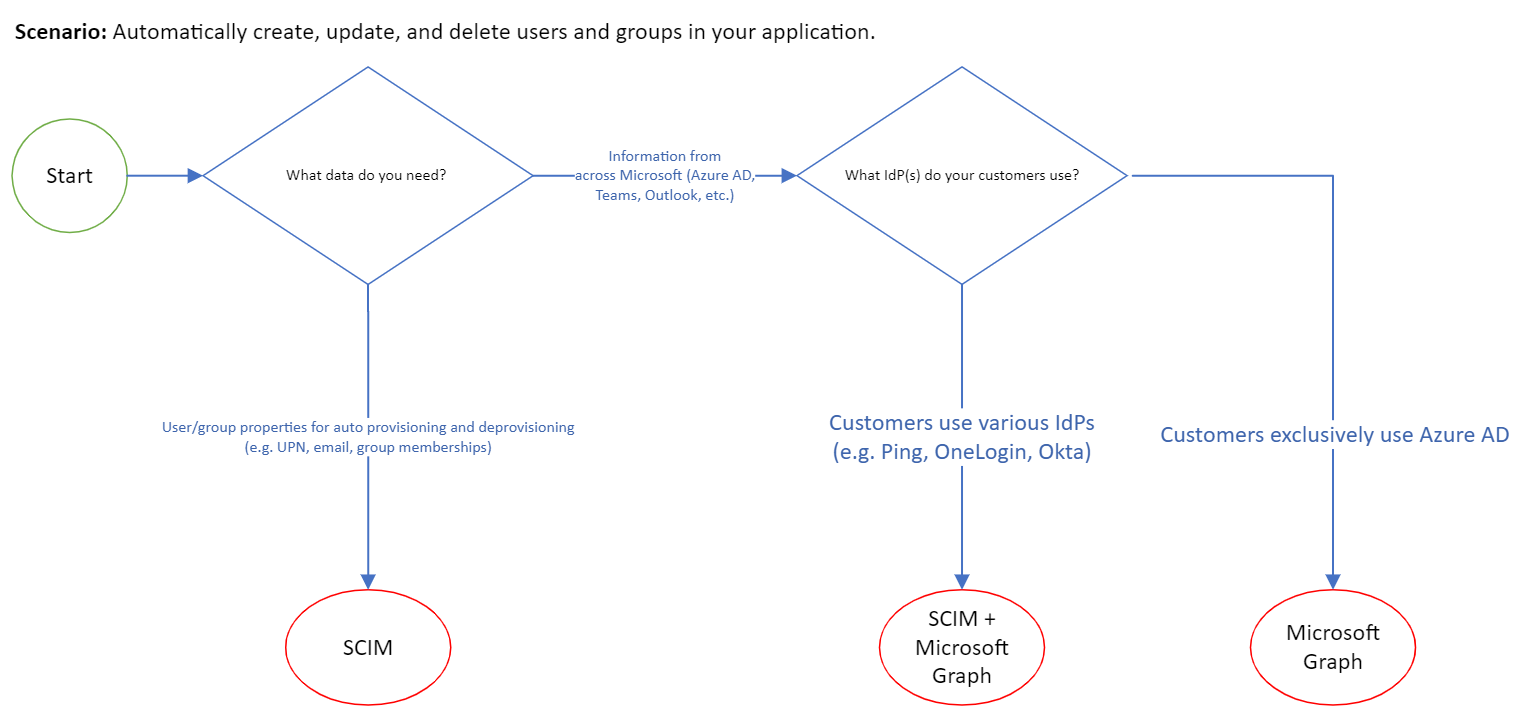 Scenario: Automatically create, update, and delete users and groups in your application.
Start
What data do you need?
Information from
across Microsoft (Azure AD,
Teams, Outlook, etc.)
What IdP(s) do your customers use?
User/group properties for auto provisioning and deprovisioning
(e.g. UPN, email, group memberships)
Customers use various IdPs
(e.g. Ping, OneLogin, Okta)
Customers exclusively use Azure AD
SCIM
SCIM +
Microsoft
Graph
Microsoft
Graph